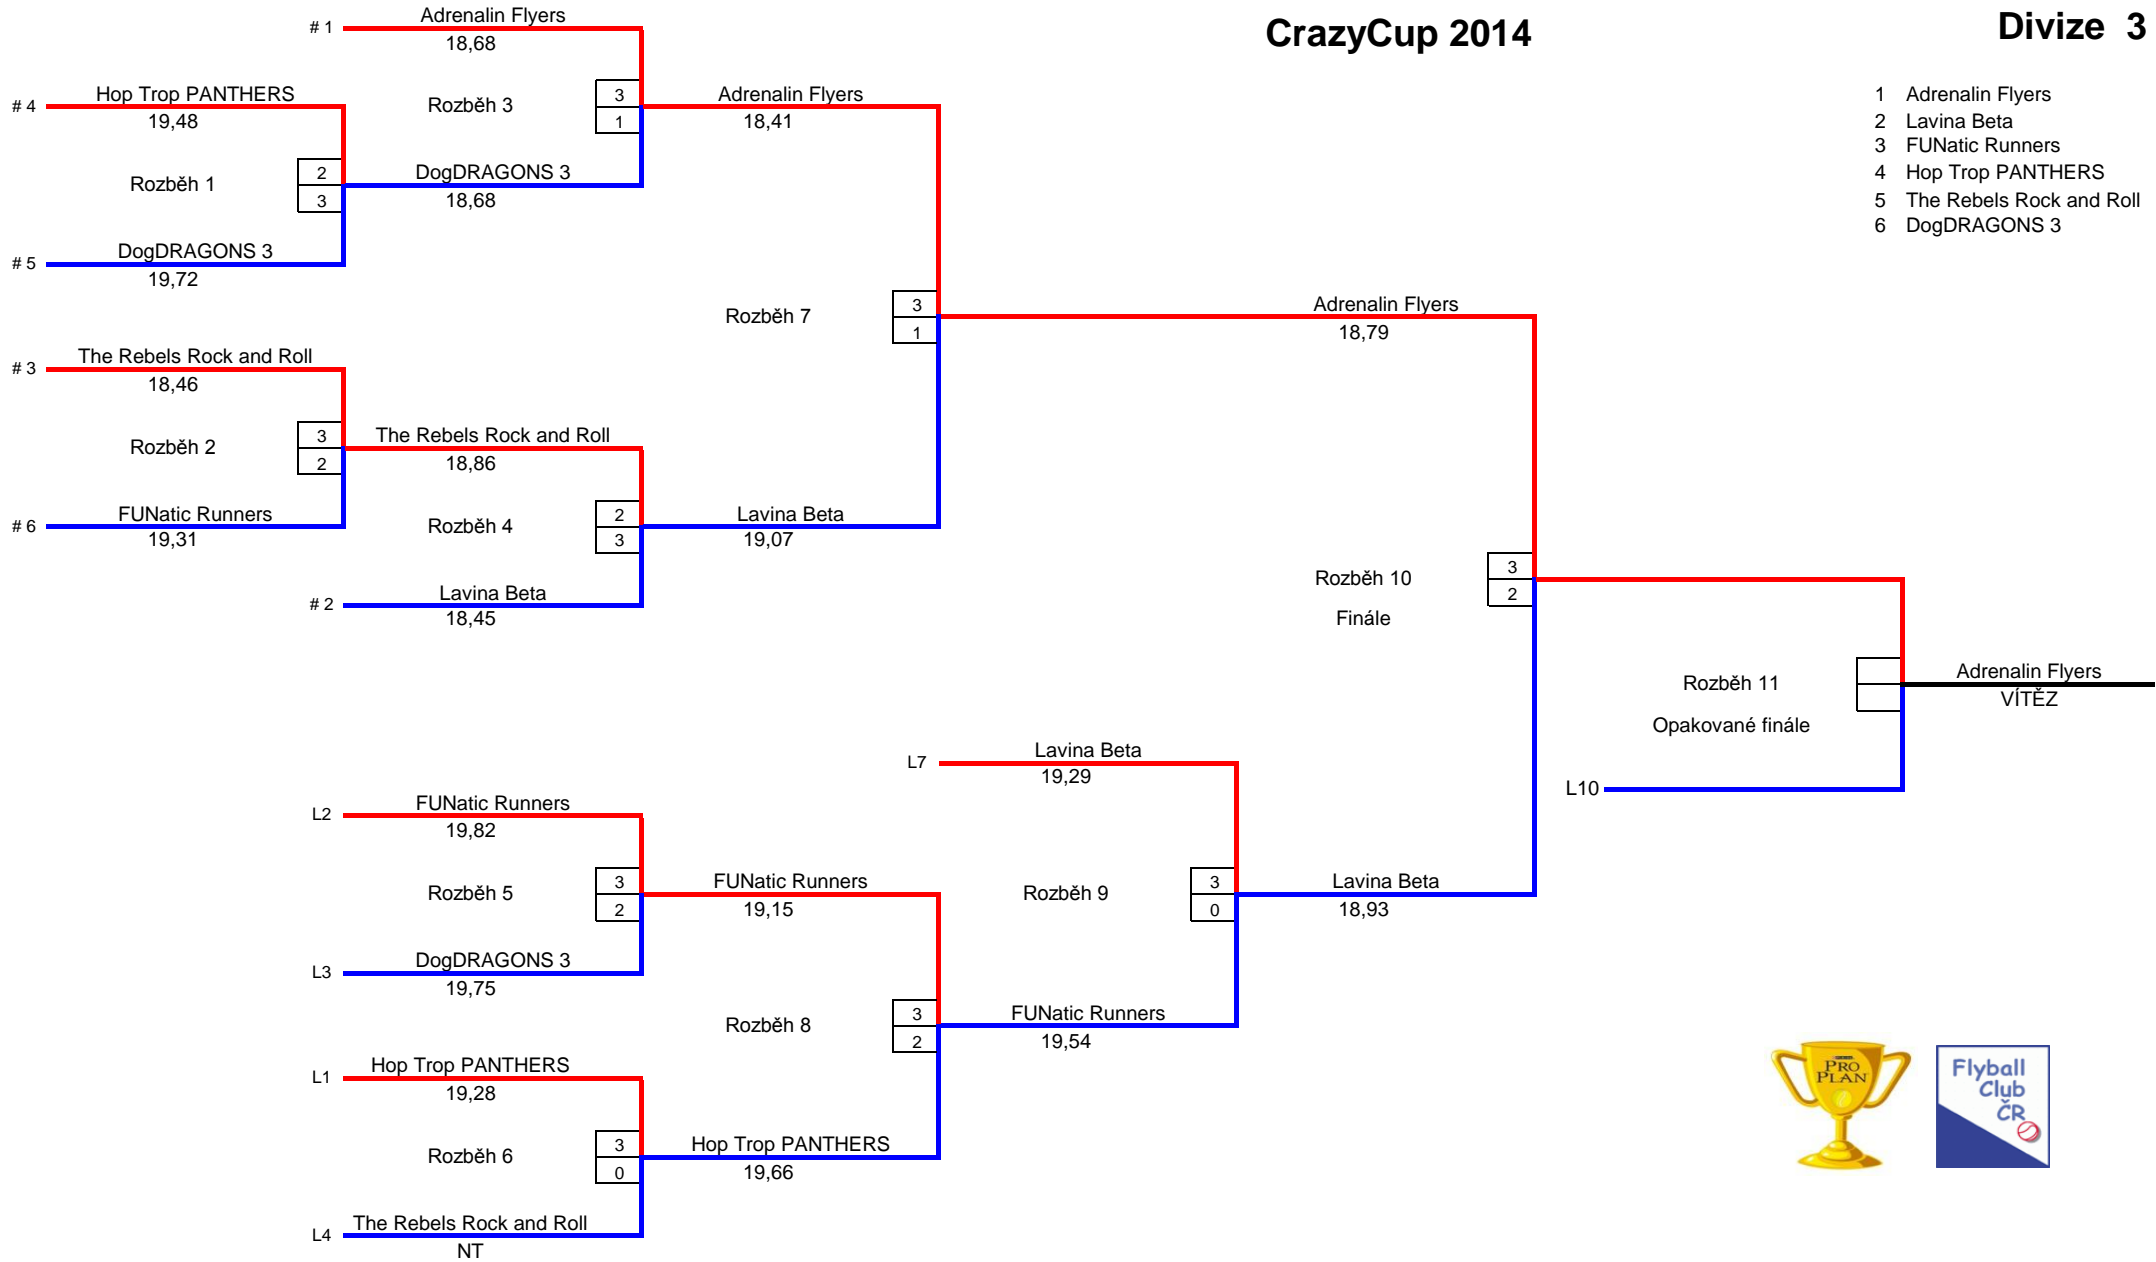 CrazyCup 2014
Divize 3
1 Adrenalin Flyers
2 Lavina Beta
3 FUNatic Runners
4 Hop Trop PANTHERS
5 The Rebels Rock and Roll
6 DogDRAGONS 3
# 1
Adrenalin Flyers
18,68
# 4
Hop Trop PANTHERS
19,48
Rozběh 3
3
1
Adrenalin Flyers
18,41
Rozběh 1
2
3
DogDRAGONS 3
18,68
# 5
DogDRAGONS 3
19,72
Rozběh 7
3
1
Adrenalin Flyers
18,79
# 3
The Rebels Rock and Roll
18,46
Rozběh 2
3
2
The Rebels Rock and Roll
18,86
# 6
FUNatic Runners
19,31
Rozběh 4
2
3
Lavina Beta
19,07
# 2
Lavina Beta
18,45
Rozběh 10
Finále
3
2
Rozběh 11
Opakované finále
Adrenalin Flyers
VÍTĚZ
L10
L7
Lavina Beta
19,29
L2
FUNatic Runners
19,82
Rozběh 5
3
2
FUNatic Runners
19,15
Rozběh 9
3
0
Lavina Beta
18,93
L3
DogDRAGONS 3
19,75
Rozběh 8
3
2
FUNatic Runners
19,54
L1
Hop Trop PANTHERS
19,28
Rozběh 6
3
0
Hop Trop PANTHERS
19,66
L4
The Rebels Rock and Roll
NT
PRO
PLAN
Flyball
Club
ČR